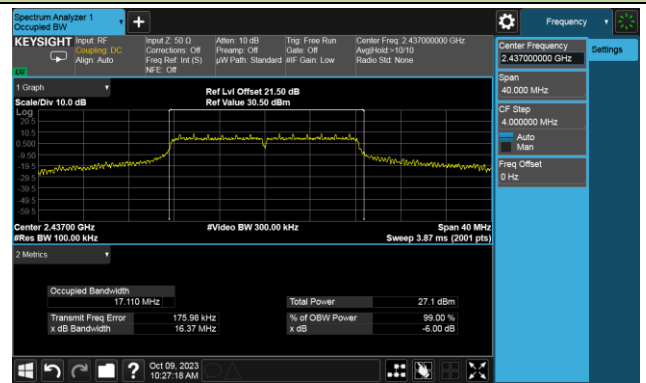 Spectrum Analyzer 1
Occupied BW
Frequency
KEYSIGHT Input: RF
Coupling: DC
Align: Auto
Input Z: 50 Ω
Corrections: Off
Freq Ref: Int (S)
NFE: Off
Atten: 10 dB
Preamp: Off
µW Path: Standard
Trig: Free Run
Gate: Off
#IF Gain: Low
Center Freq: 2.437000000 GHz
Avg|Hold:>10/10
Radio Std: None
Center Frequency
2.437000000 GHz
Settings
Span
40.000 MHz
CF Step
4.000000 MHz
Auto
Man
Freq Offset
0 Hz
1 Graph
Scale/Div 10.0 dB
Ref Lvl Offset 21.50 dB
Ref Value 30.50 dBm
Log
20.5
10.5
0.500
-9.50
-19.5
-29.5
-39.5
-49.5
-59.5
Center 2.43700 GHz
#Video BW 300.00 kHz
Span 40 MHz
#Res BW 100.00 kHz
Sweep 3.87 ms (2001 pts)
2 Metrics
Occupied Bandwidth
17.110 MHz
Total Power 27.1 dBm
Transmit Freq Error 175.98 kHz
% of OBW Power 99.00 %
x dB Bandwidth 16.37 MHz
x dB -6.00 dB
Oct 09, 2023
10:27:18 AM